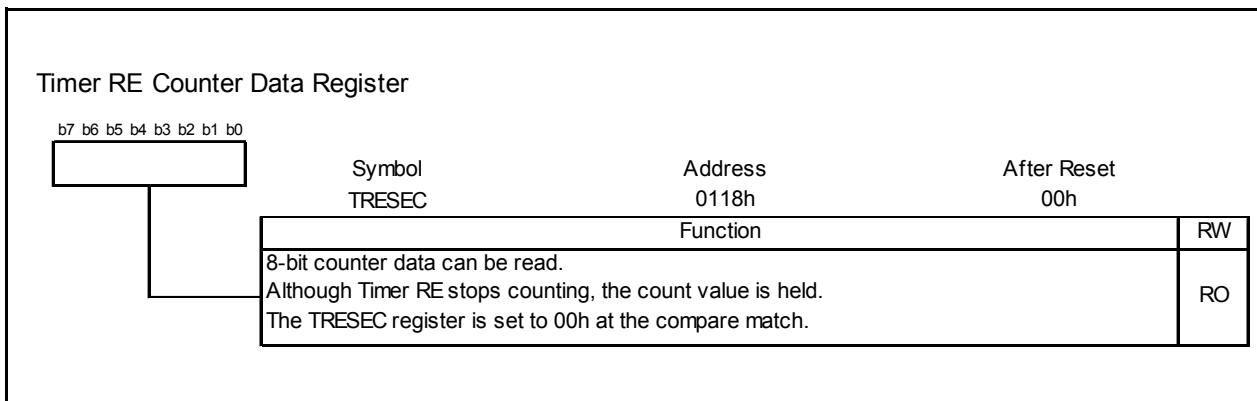 Timer RE Counter Data Register
b7 b6 b5 b4 b3 b2 b1 b0
Symbol Address After Reset
TRESEC 0118h 00h
Function RW
8-bit counter data can be read.
Although Timer RE stops counting, the count value is held.
The TRESEC register is set to 00h at the compare match.
RO